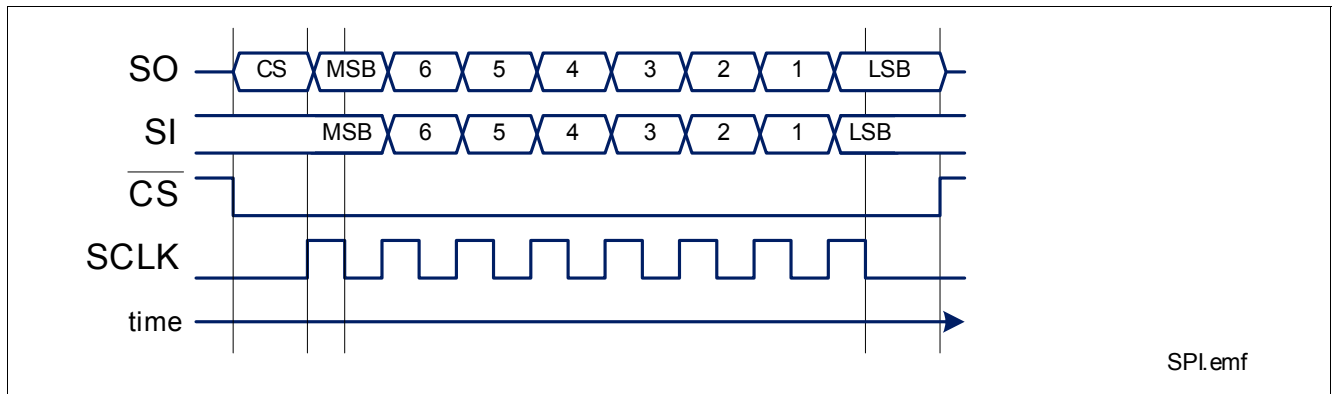 SO CS MSB 6 5 4 3 2 1 LSB
SI MSB 6 5 4 3 2 1 LSB
CS
SCLK
time
SPI.emf